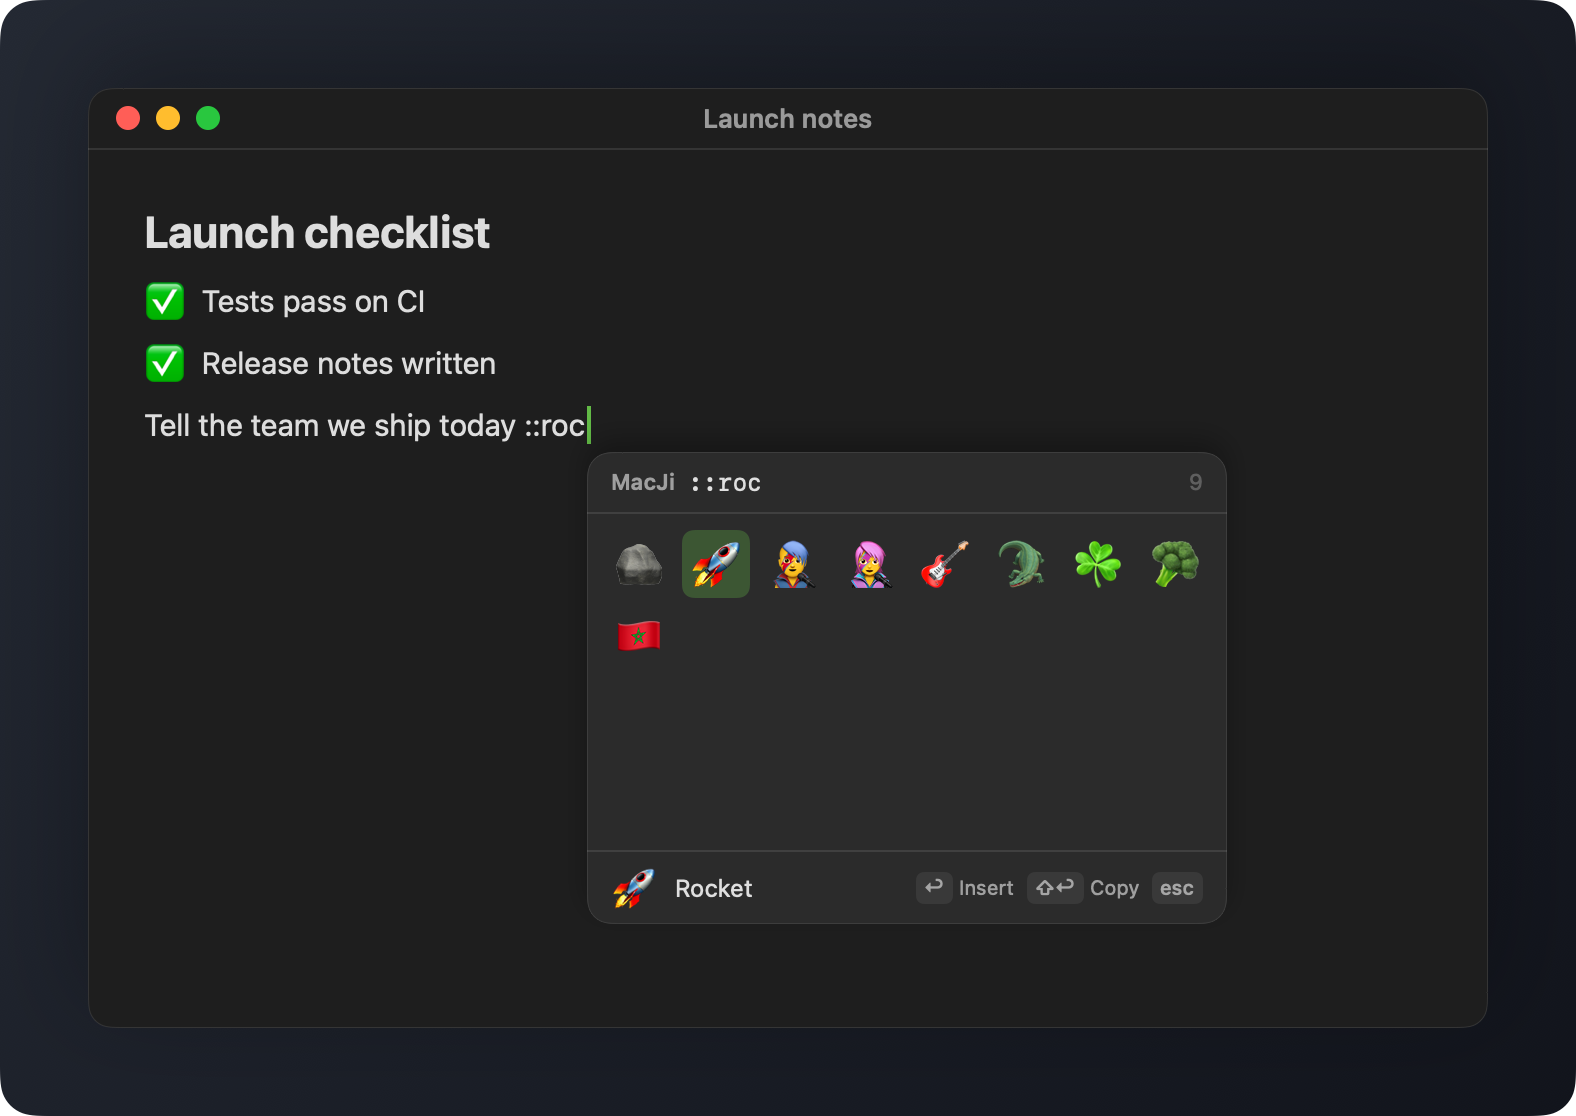 Launch notes
Launch checklist
✅ Tests pass on CI
✅ Release notes written
Tell the team we ship today ::roc
MacJi ::roc 9
Rocket ↩ Insert ⇧↩ Copy esc